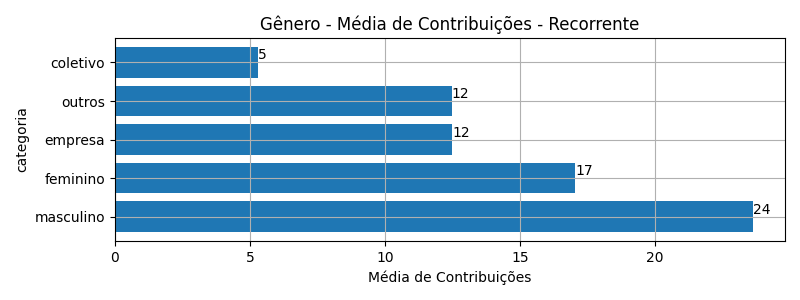 Gênero - Média de Contribuições - Recorrente
categoria
coletivo 5
outros 12
empresa 12
feminino 17
masculino 24
0 5 10 15 20
Média de Contribuições